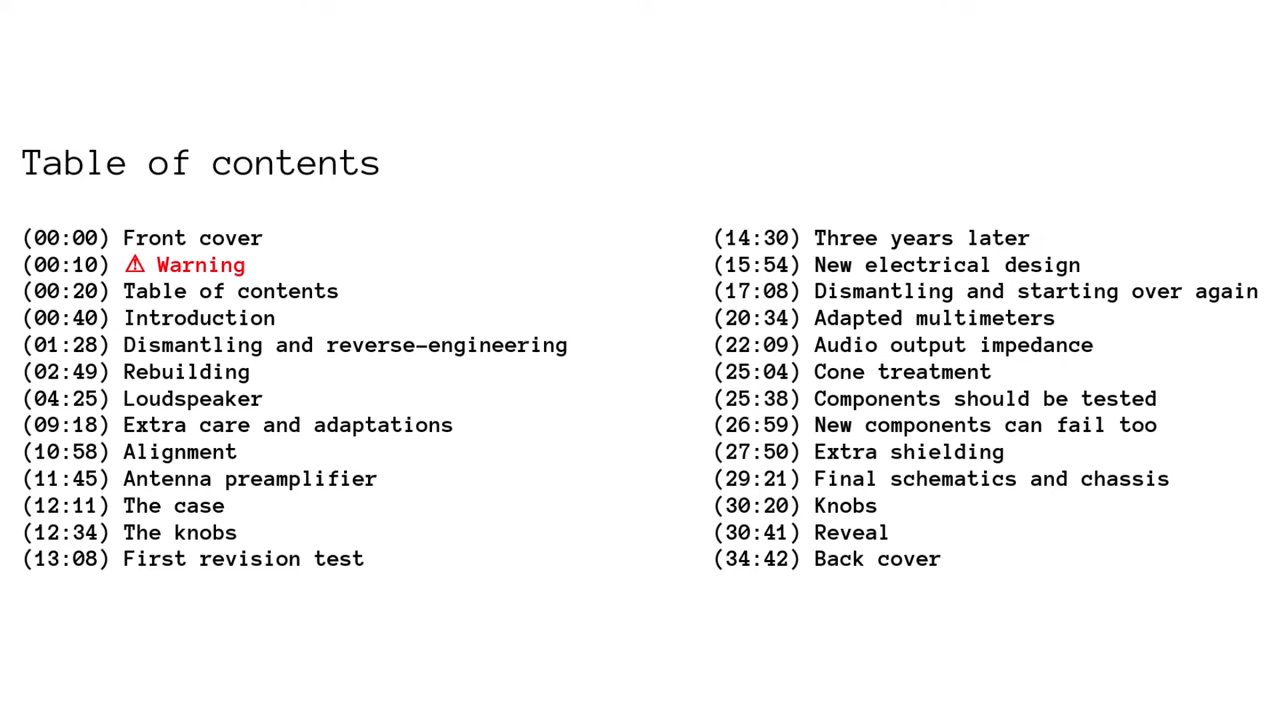 Table of contents
(00:00) Front cover
(00:10) ⚠ Warning
(00:20) Table of contents
(00:40) Introduction
(01:28) Dismantling and reverse-engineering
(02:49) Rebuilding
(04:25) Loudspeaker
(09:18) Extra care and adaptations
(10:58) Alignment
(11:45) Antenna preamplifier
(12:11) The case
(12:34) The knobs
(13:08) First revision test
(14:30) Three years later
(15:54) New electrical design
(17:08) Dismantling and starting over again
(20:34) Adapted multimeters
(22:09) Audio output impedance
(25:04) Cone treatment
(25:38) Components should be tested
(26:59) New components can fail too
(27:50) Extra shielding
(29:21) Final schematics and chassis
(30:20) Knobs
(30:41) Reveal
(34:42) Back cover